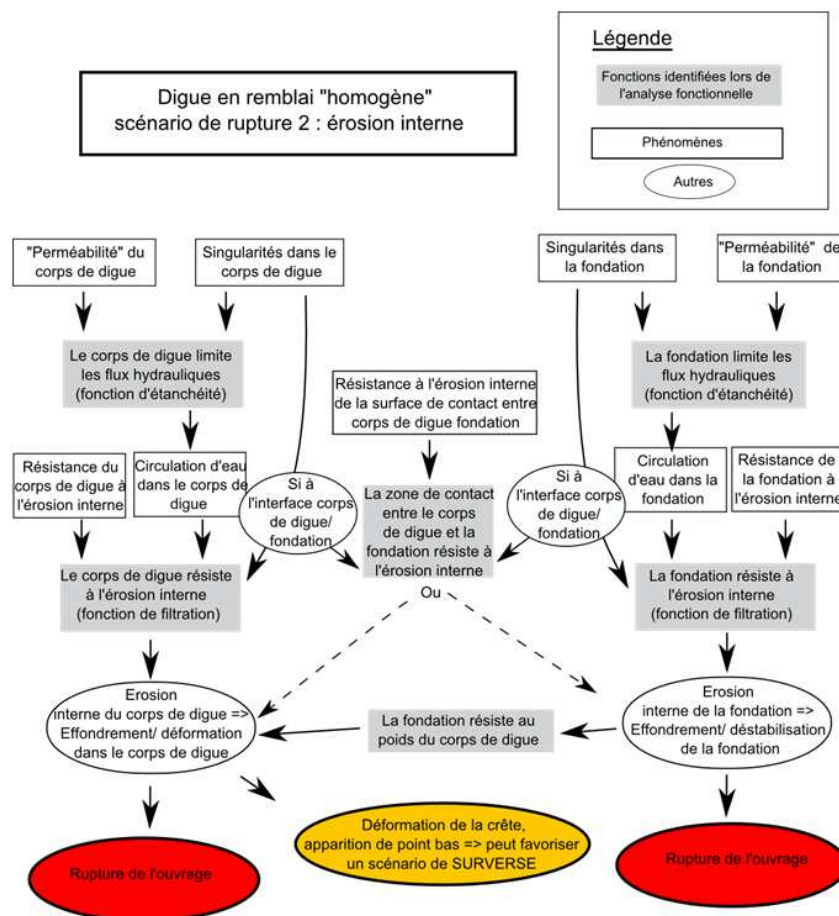 Digue en remblai "homogène"
scénario de rupture 2 : érosion interne
Légende
Fonctions identifiées lors de
l'analyse fonctionnelle
Phénomènes
Autres
"Perméabilité" du
corps de digue
Singularités dans le
corps de digue
Singularités dans
la fondation
"Perméabilité" de
la fondation
Le corps de digue limite
les flux hydrauliques
(fonction d'étanchéité)
Résistance à l'érosion interne
de la surface de contact entre
corps de digue fondation
La fondation limite les
flux hydrauliques
(fonction d'étanchéité)
Résistance du
corps de digue à
l'érosion interne
Circulation d'eau
dans le corps de
digue
Si à
l'interface corps
de digue/
fondation
La zone de contact
entre le corps
de digue et la
fondation résiste à
l'érosion interne
Si à
l'interface corps
de digue/
fondation
Circulation
d'eau dans la
fondation
Résistance de
la fondation à
l'érosion interne
Le corps de digue résiste
à l'érosion interne
(fonction de filtration)
Ou
La fondation résiste à
l'érosion interne
(fonction de filtration)
Erosion
interne du corps de digue =>
Effondrement/ déformation
dans le corps de digue
La fondation résiste au
poids du corps de digue
Erosion
interne de la fondation =>
Effondrement/ déstabilisation
de la fondation
Rupture de l'ouvrage
Déformation de la crête,
apparition de point bas => peut favoriser
un scénario de SURVERSE
Rupture de l'ouvrage